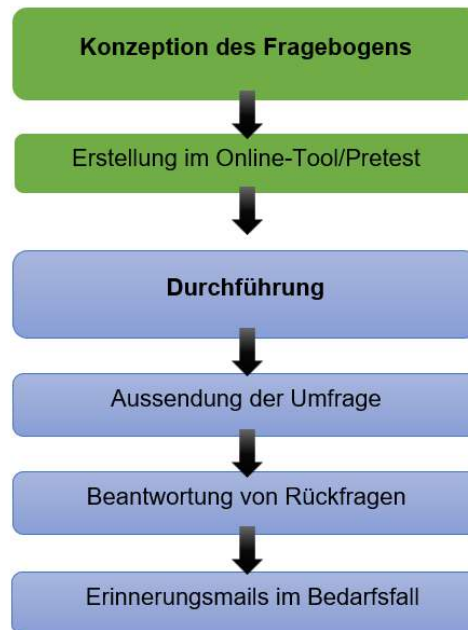 Konzeption des Fragebogens
Erstellung im Online-Tool/Pretest
Durchführung
Aussendung der Umfrage
Beantwortung von Rückfragen
Erinnerungsmails im Bedarfsfall